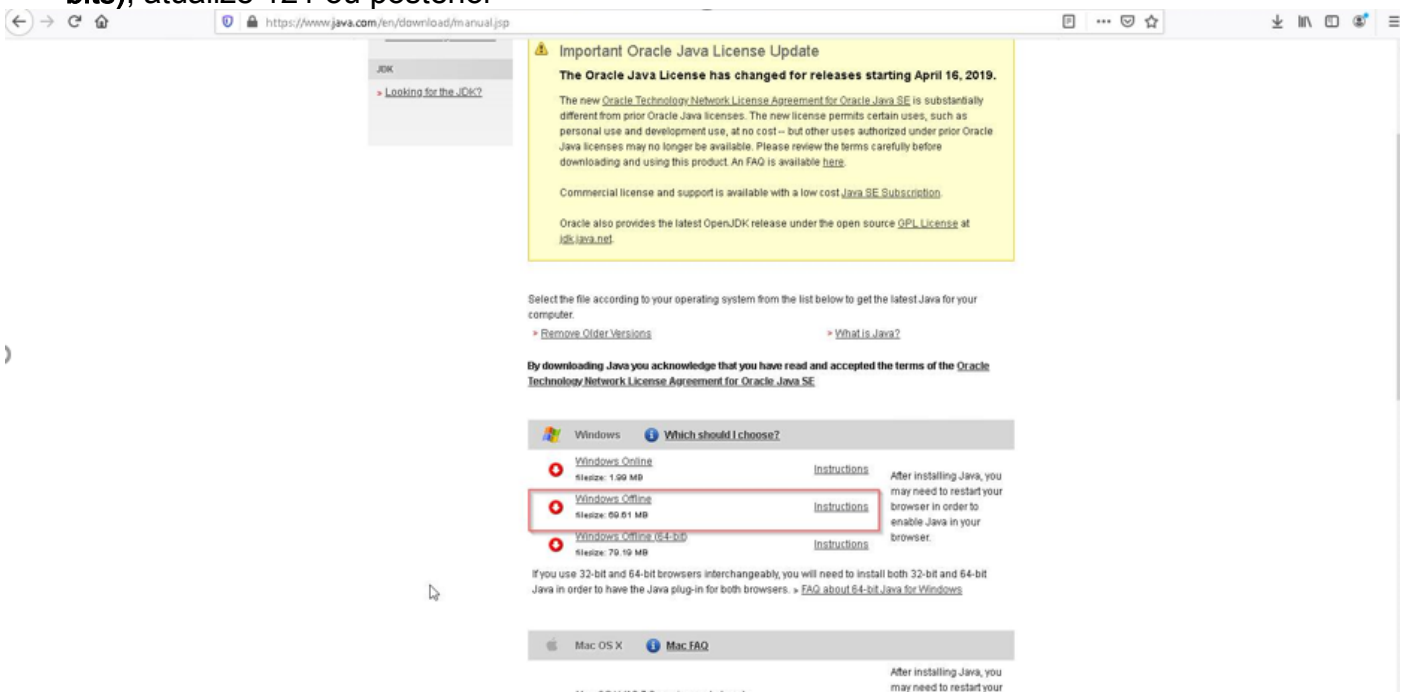 bits), atualize 121 ou posterior
https://www.java.com/en/download/manual.jsp
JDK
» Looking for the JDK?
Important Oracle Java License Update
The Oracle Java License has changed for releases starting April 16, 2019.
The new Oracle Technology Network License Agreement for Oracle Java SE is substantially
different from prior Oracle Java licenses. The new license permits certain uses, such as
personal use and development use, at no cost -- but other uses authorized under prior Oracle
Java licenses may no longer be available. Please review the terms carefully before
downloading and using this product. An FAQ is available here.
Commercial license and support is available with a low cost Java SE Subscription.
Oracle also provides the latest OpenJDK release under the open source GPL License at
jdk.java.net.
Select the file according to your operating system from the list below to get the latest Java for your
computer.
» Remove Older Versions
» What is Java?
By downloading Java you acknowledge that you have read and accepted the terms of the Oracle
Technology Network License Agreement for Oracle Java SE
Windows Which should I choose?
Windows Online
filesize: 1.99 MB
Instructions
Windows Offline
filesize: 69.61 MB
Instructions
Windows Offline (64-bit)
filesize: 79.19 MB
Instructions
After installing Java, you
may need to restart your
browser in order to
enable Java in your
browser.
If you use 32-bit and 64-bit browsers interchangeably, you will need to install both 32-bit and 64-bit
Java in order to have the Java plug-in for both browsers. » FAQ about 64-bit Java for Windows
Mac OS X Mac FAQ
After installing Java, you
may need to restart your